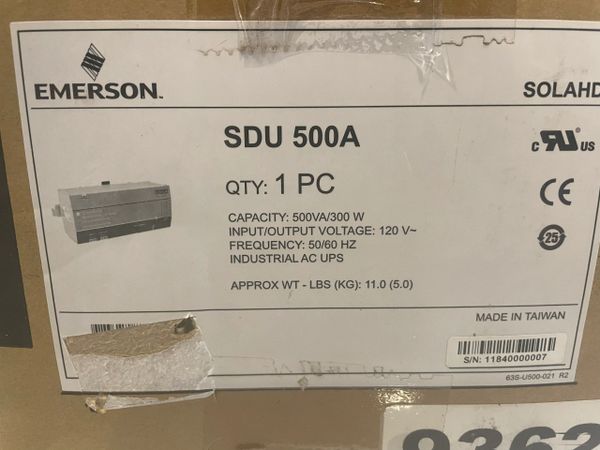 EMERSON.
SOLAHD
SDU 500A
c RU US
QTY: 1 PC
CE
CAPACITY: 500VA/300 W
INPUT/OUTPUT VOLTAGE: 120 V~
FREQUENCY: 50/60 HZ
INDUSTRIAL AC UPS
25
APPROX WT - LBS (KG): 11.0 (5.0)
MADE IN TAIWAN
S/N: 11840000007
63S-U500-021 R2
9362